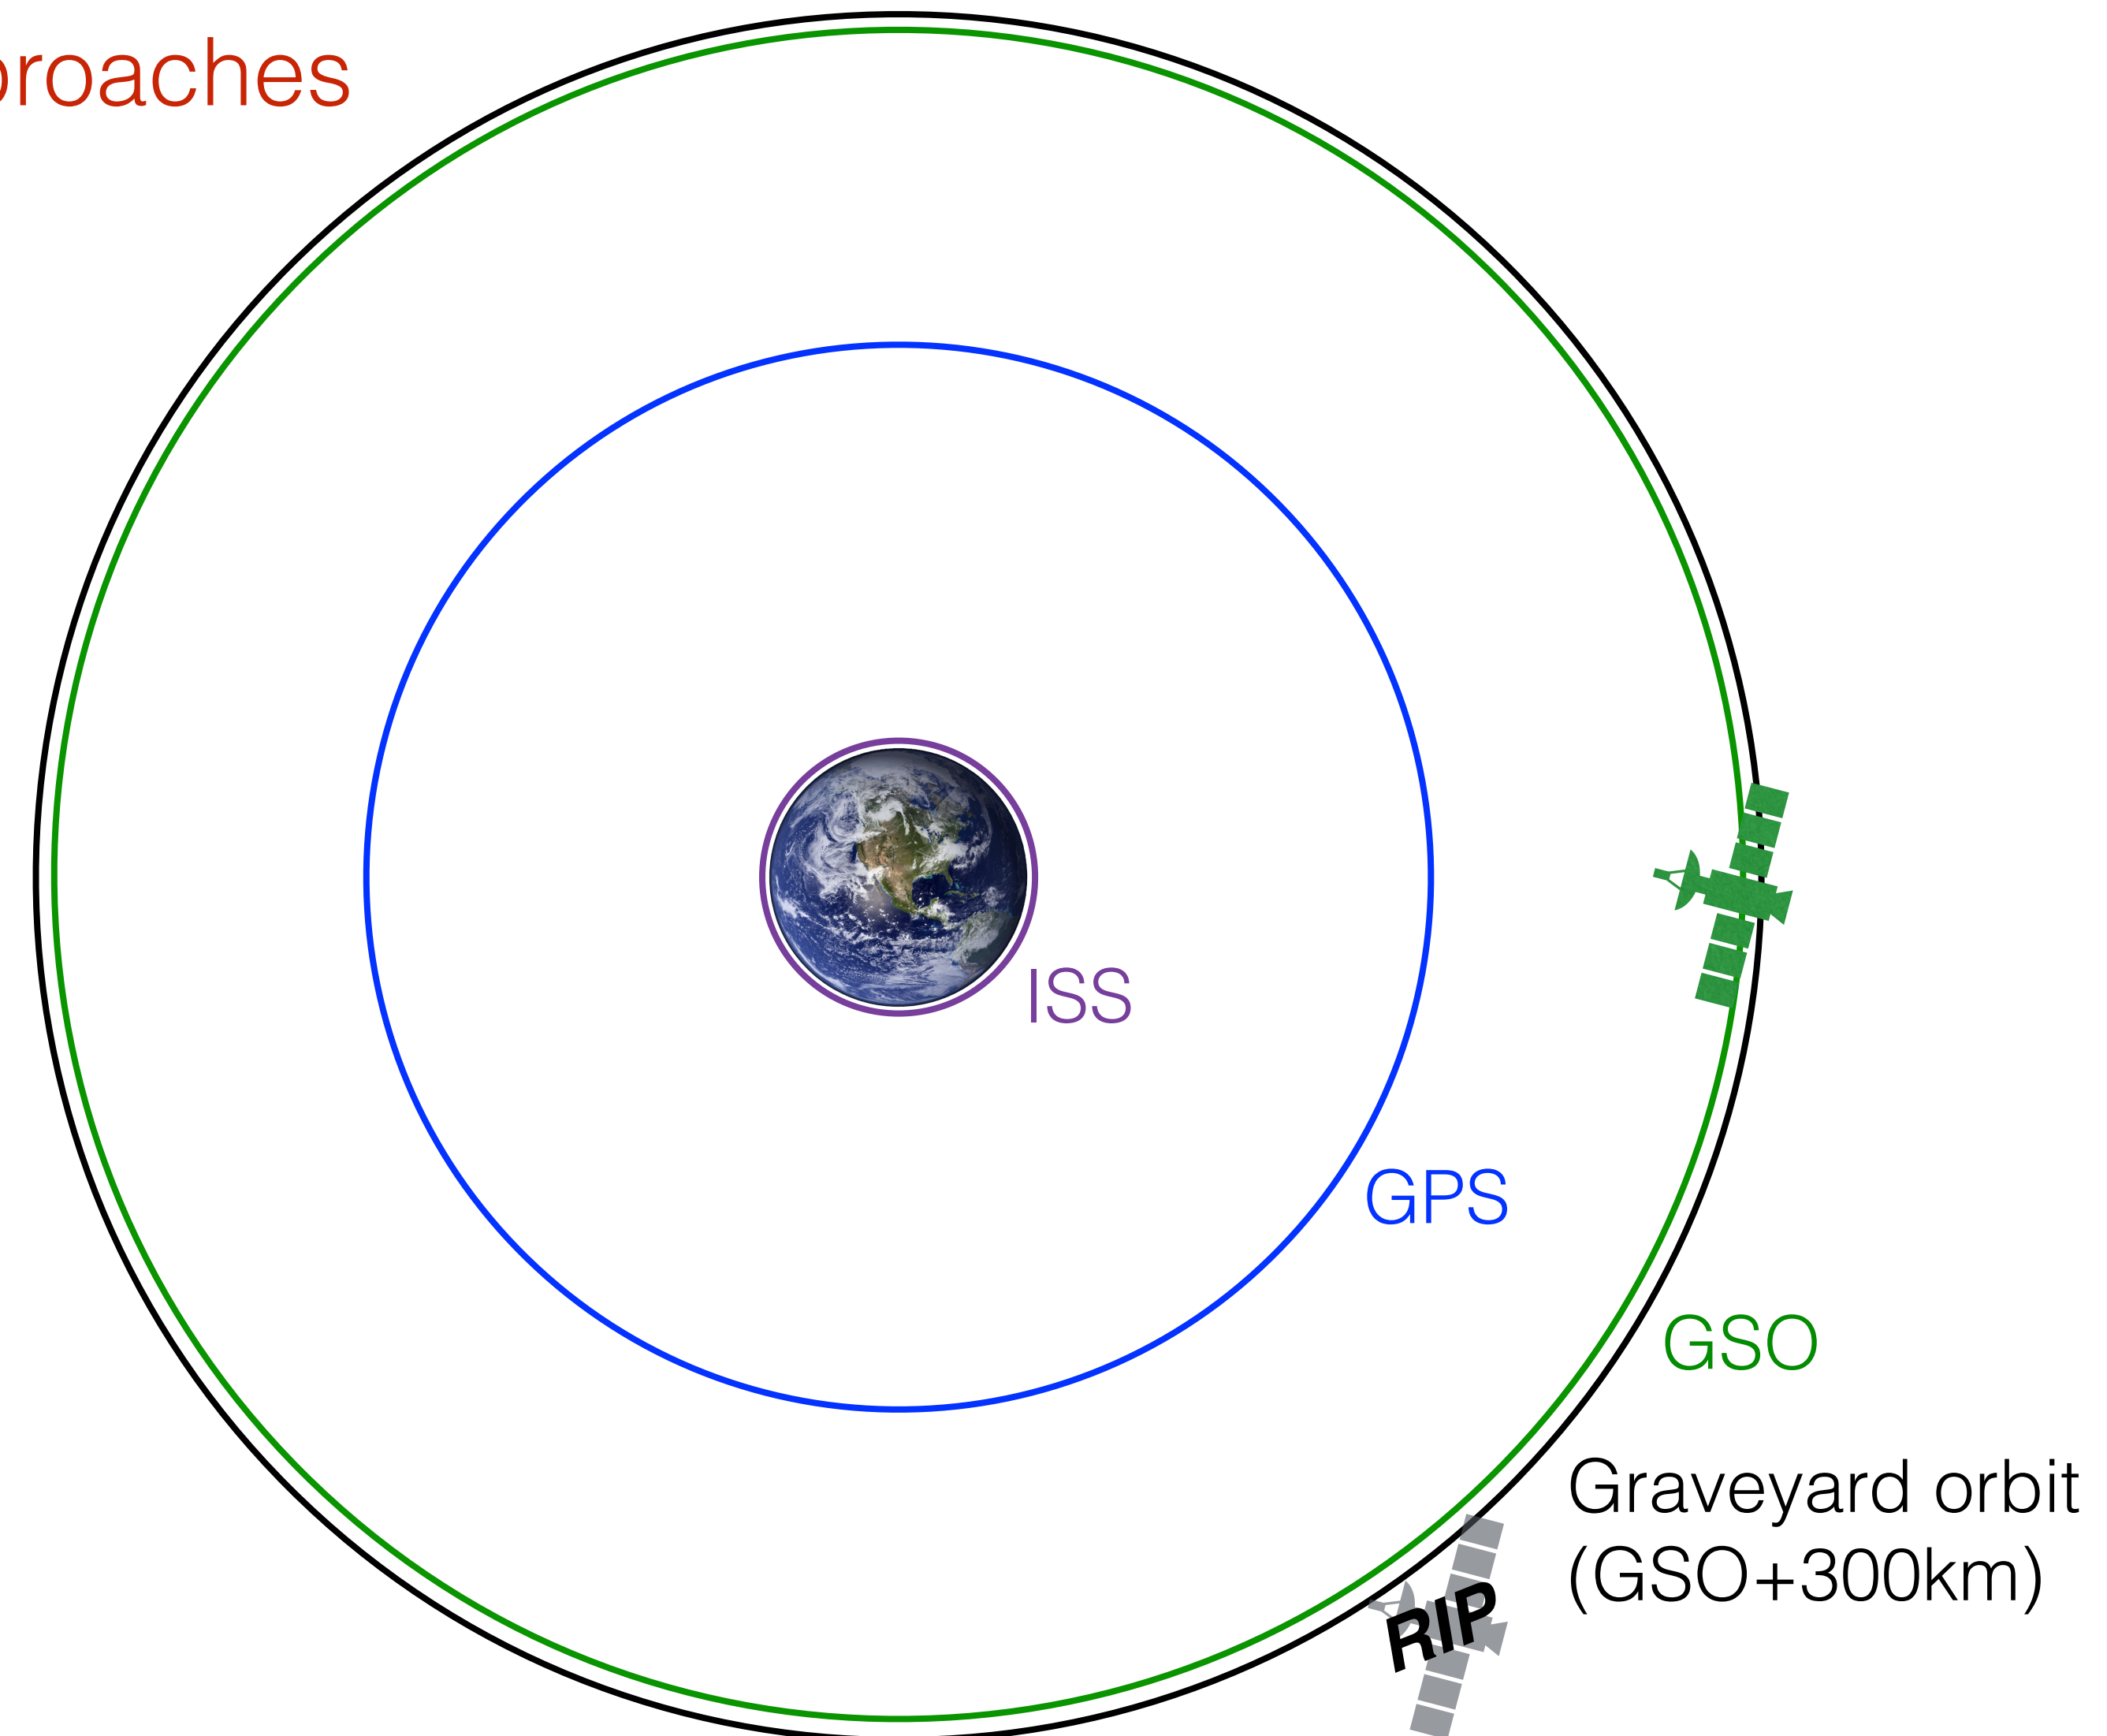 roaches
ISS
GPS
GSO
Graveyard orbit
(GSO+300km)
RIP